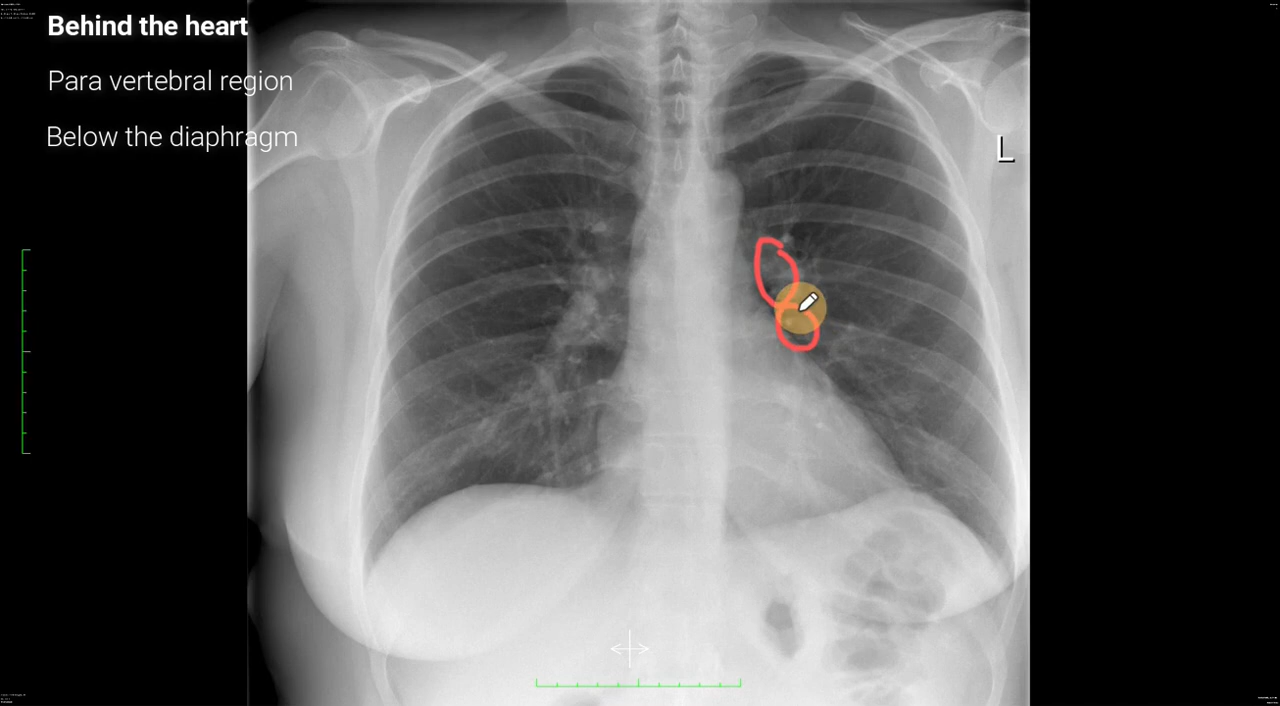 Behind the heart
Para vertebral region
Below the diaphragm
L